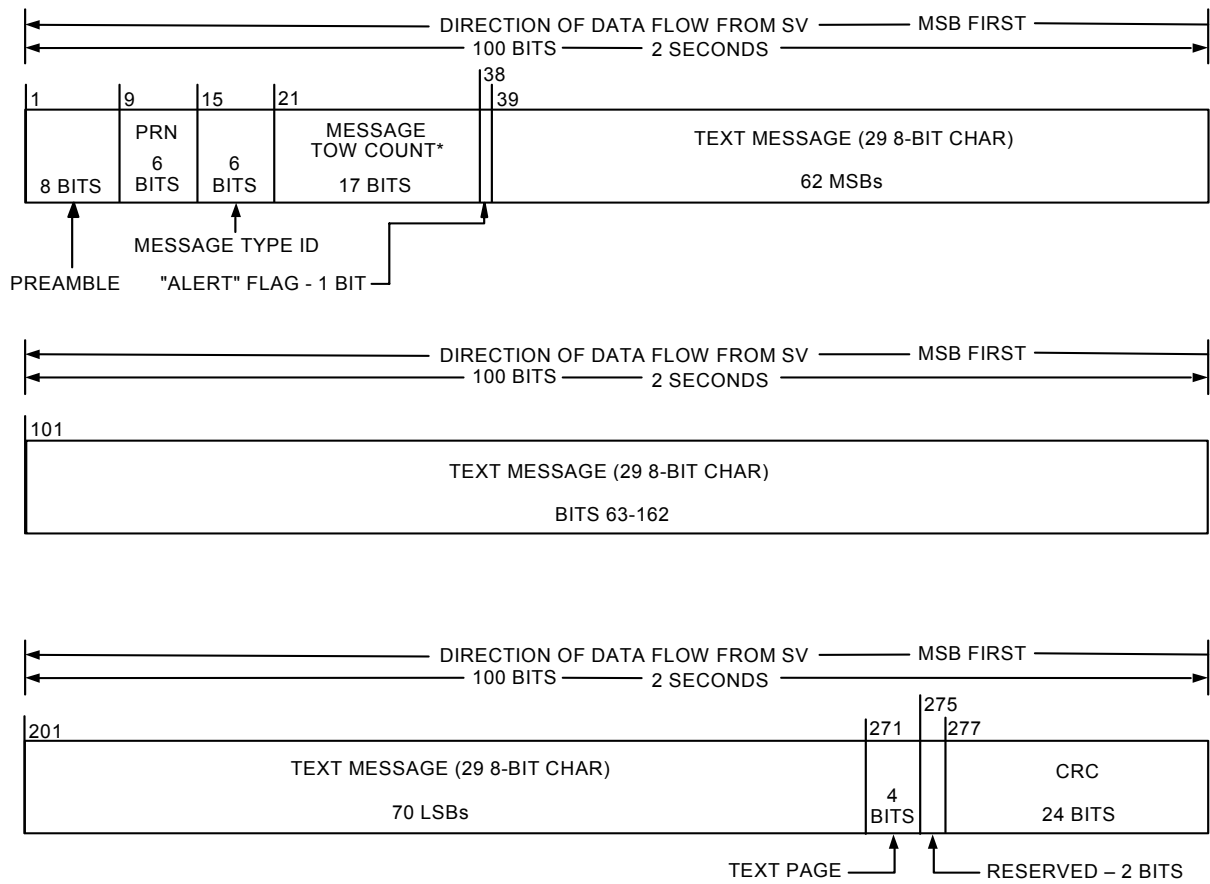 DIRECTION OF DATA FLOW FROM SV MSB FIRST
100 BITS 2 SECONDS
38
1 9 15 21 39
PRN
6
BITS
8 BITS
6
BITS
MESSAGE
TOW COUNT*
17 BITS
TEXT MESSAGE (29 8-BIT CHAR)
62 MSBs
MESSAGE TYPE ID
PREAMBLE
"ALERT" FLAG - 1 BIT
DIRECTION OF DATA FLOW FROM SV MSB FIRST
100 BITS 2 SECONDS
101
TEXT MESSAGE (29 8-BIT CHAR)
BITS 63-162
DIRECTION OF DATA FLOW FROM SV MSB FIRST
100 BITS 2 SECONDS
275
201 271 277
TEXT MESSAGE (29 8-BIT CHAR)
70 LSBs
4
BITS
CRC
24 BITS
TEXT PAGE
RESERVED – 2 BITS